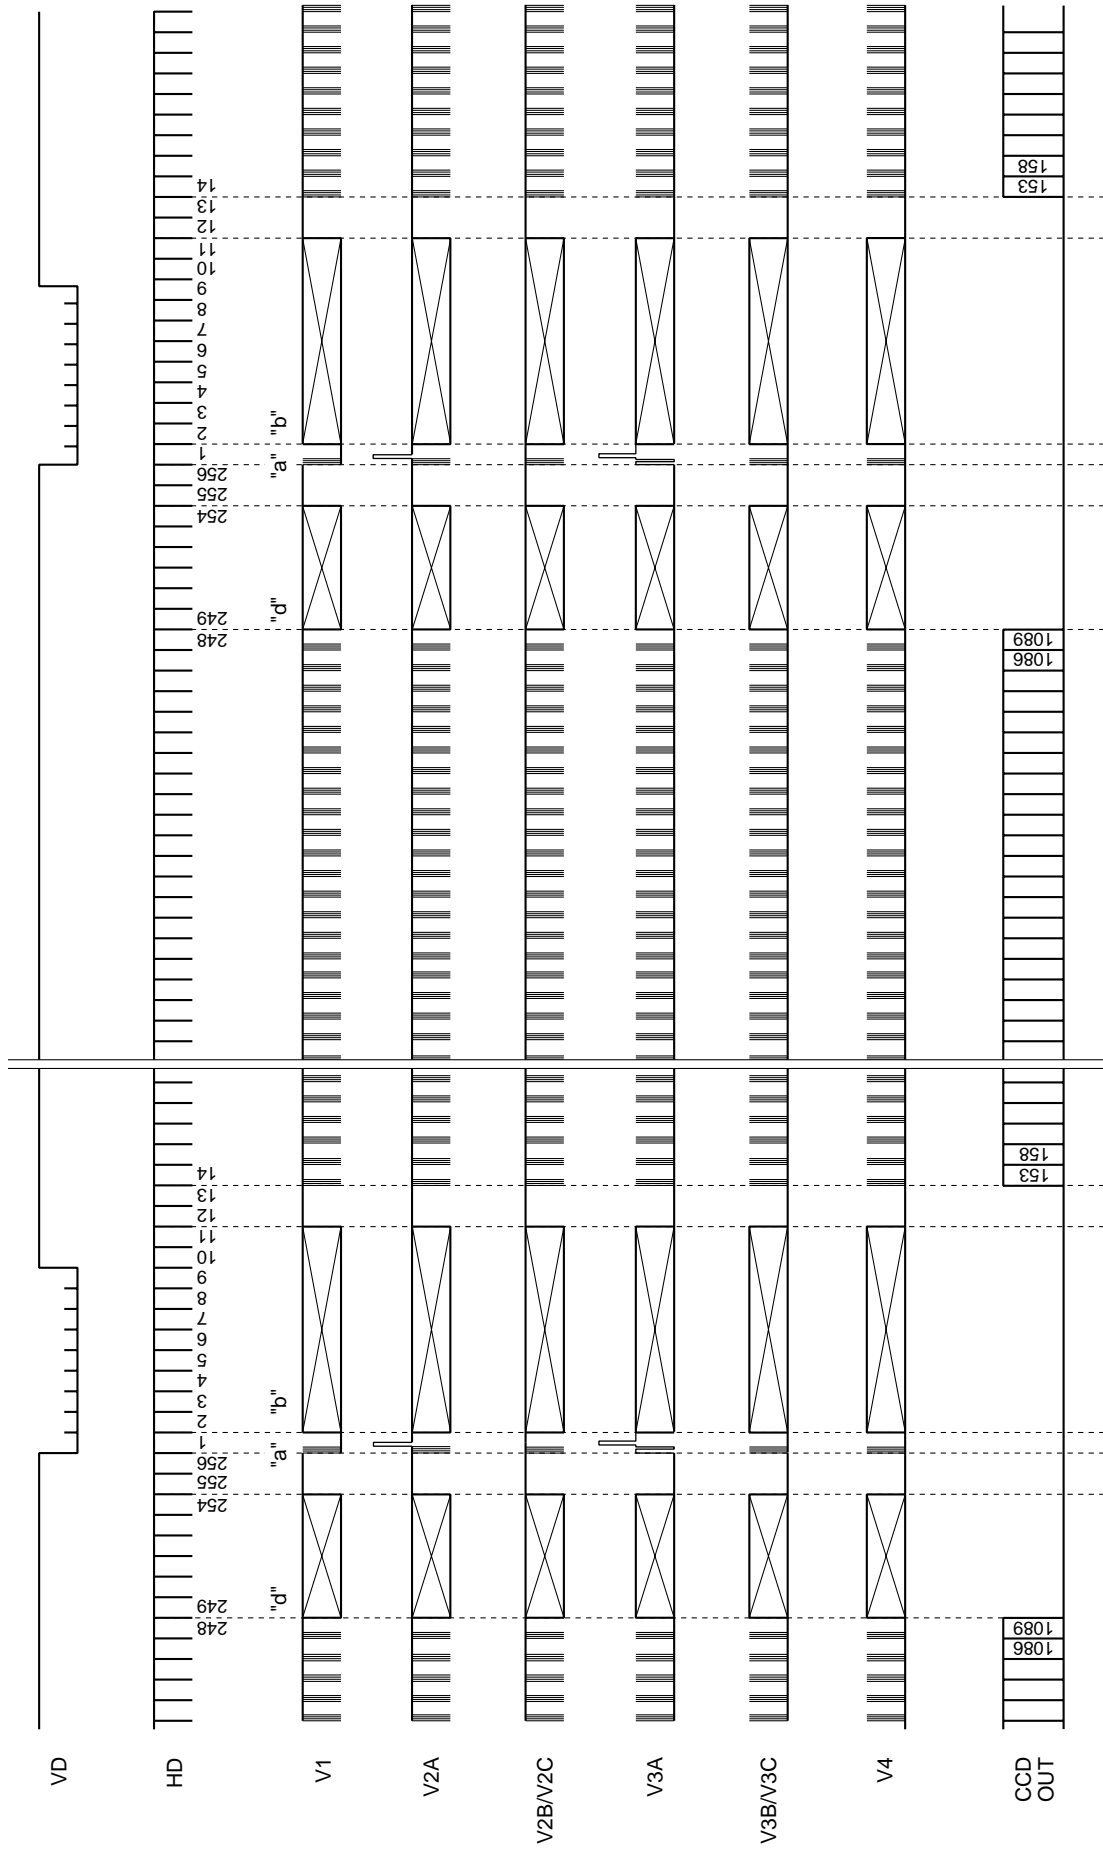 VD
HD
248 249 254 255 256 1 2 3 4 5 6 7 8 9 10 11 12 13 14 248 249 254 255 256 1 2 3 4 5 6 7 8 9 10 11 12 13 14
"d" "a" "b" "d" "a" "b"
V1
V2A
V2B/V2C
V3A
V3B/V3C
V4
CCD
OUT
1086 1089 153 158 1086 1089 153 158